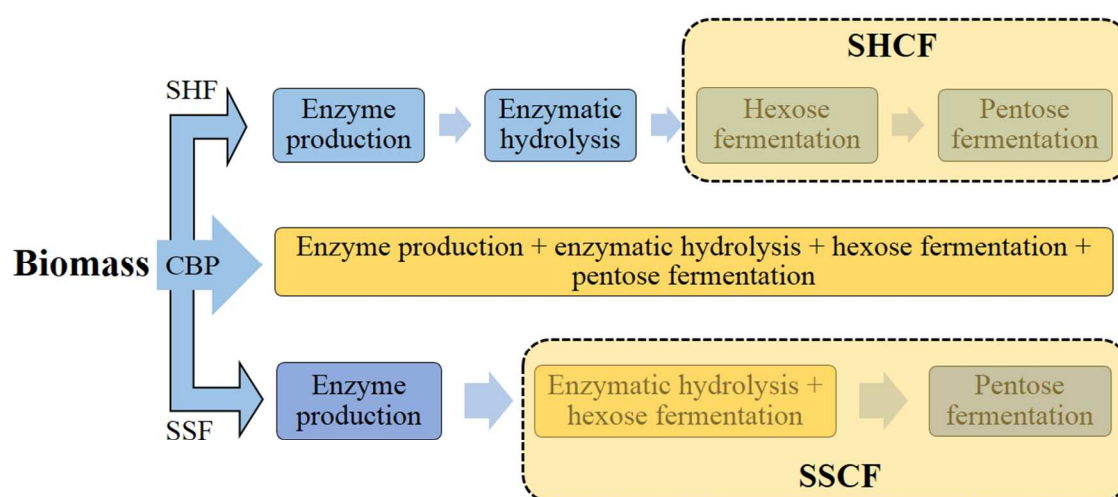 SHCF
SHF
Enzyme
production
Enzymatic
hydrolysis
Hexose
fermentation
Pentose
fermentation
Biomass
CBP
Enzyme production + enzymatic hydrolysis + hexose fermentation +
pentose fermentation
SSF
Enzyme
production
Enzymatic hydrolysis +
hexose fermentation
Pentose
fermentation
SSCF